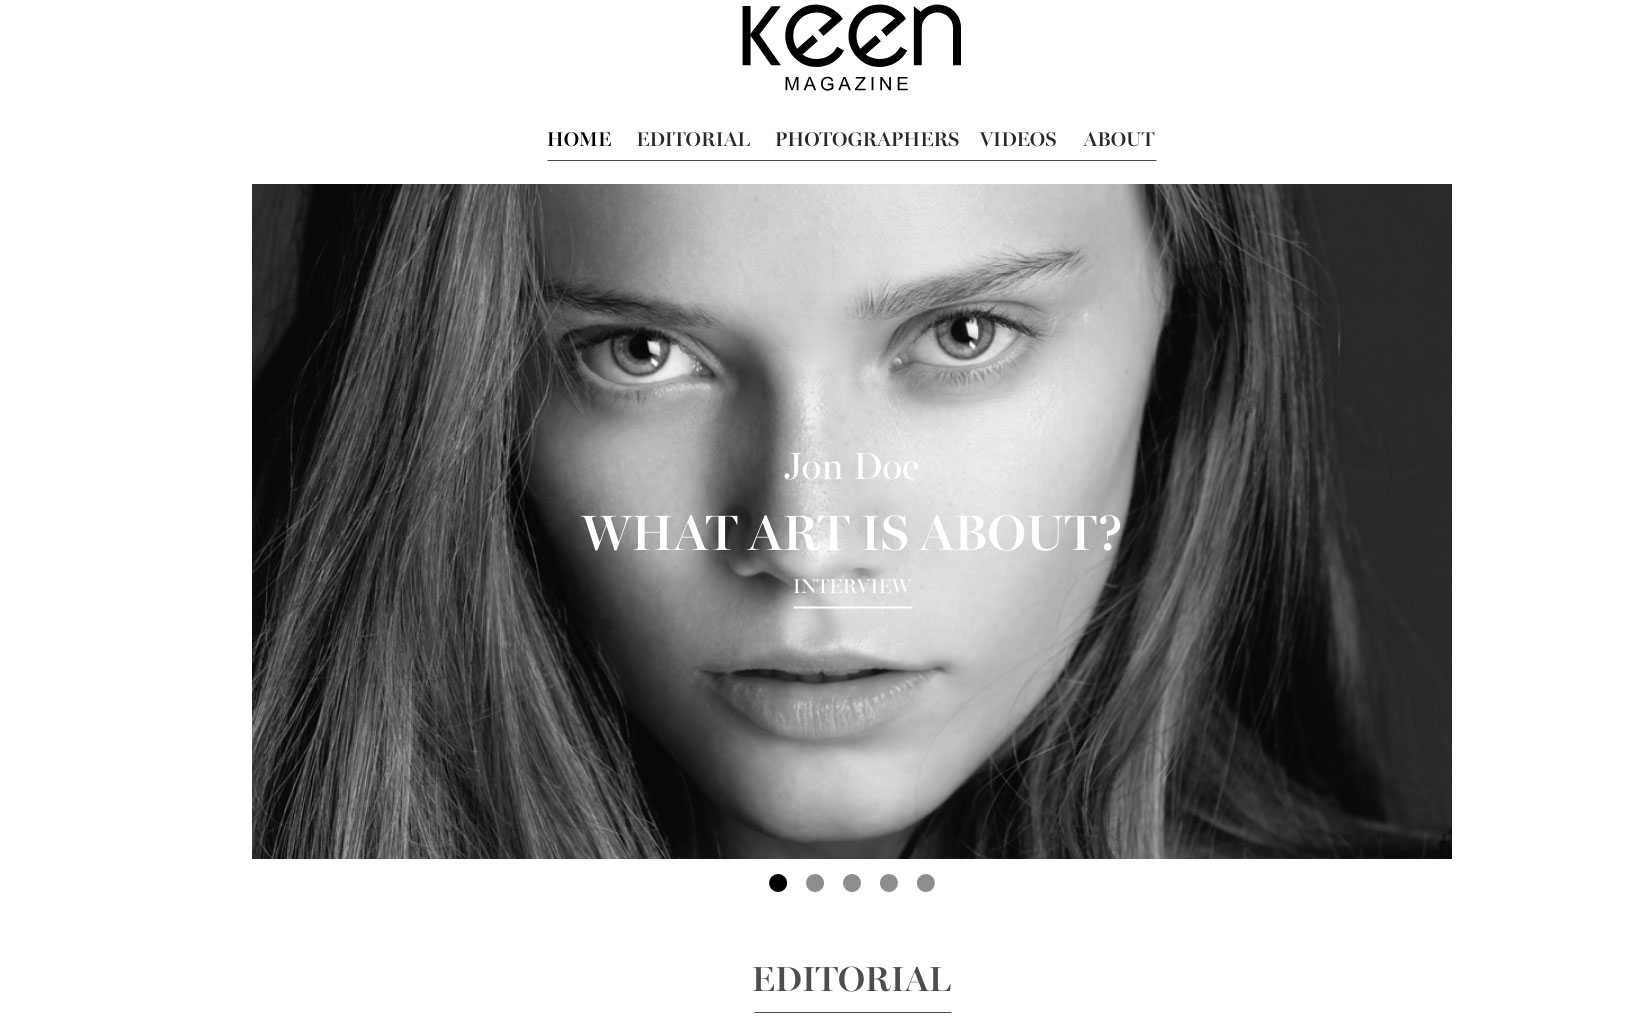 Keen
MAGAZINE
HOME EDITORIAL PHOTOGRAPHERS VIDEOS ABOUT
Jon Doe
WHAT ART IS ABOUT?
INTERVIEW
EDITORIAL